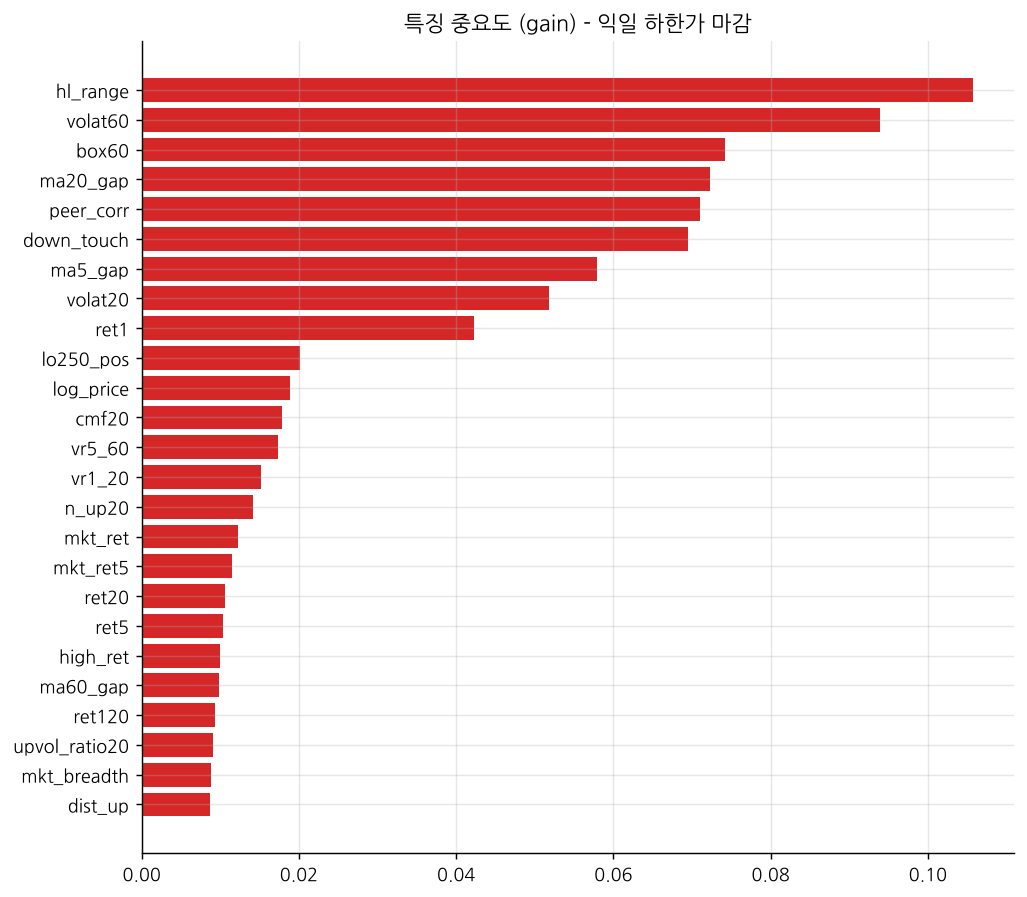 특징 중요도 (gain) - 익일 하한가 마감
hl_range
volat60
box60
ma20_gap
peer_corr
down_touch
ma5_gap
volat20
ret1
lo250_pos
log_price
cmf20
vr5_60
vr1_20
n_up20
mkt_ret
mkt_ret5
ret20
ret5
high_ret
ma60_gap
ret120
upvol_ratio20
mkt_breadth
dist_up
0.00 0.02 0.04 0.06 0.08 0.10